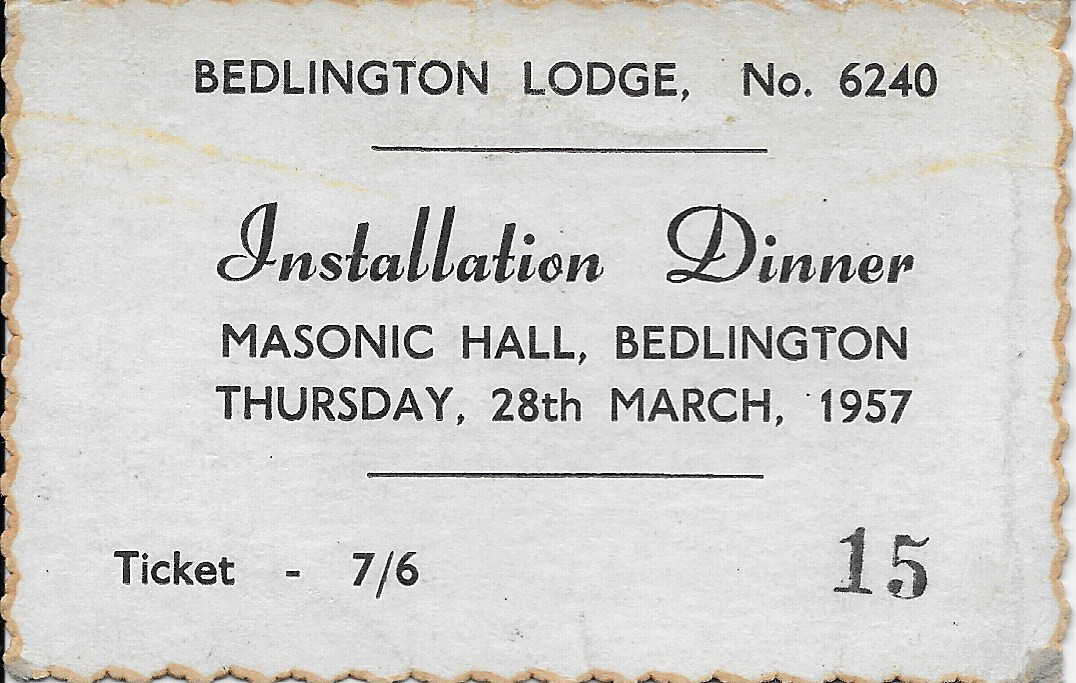 BEDLINGTON LODGE, No. 6240
Installation Dinner
MASONIC HALL, BEDLINGTON
THURSDAY, 28th MARCH, 1957
Ticket - 7/6 15